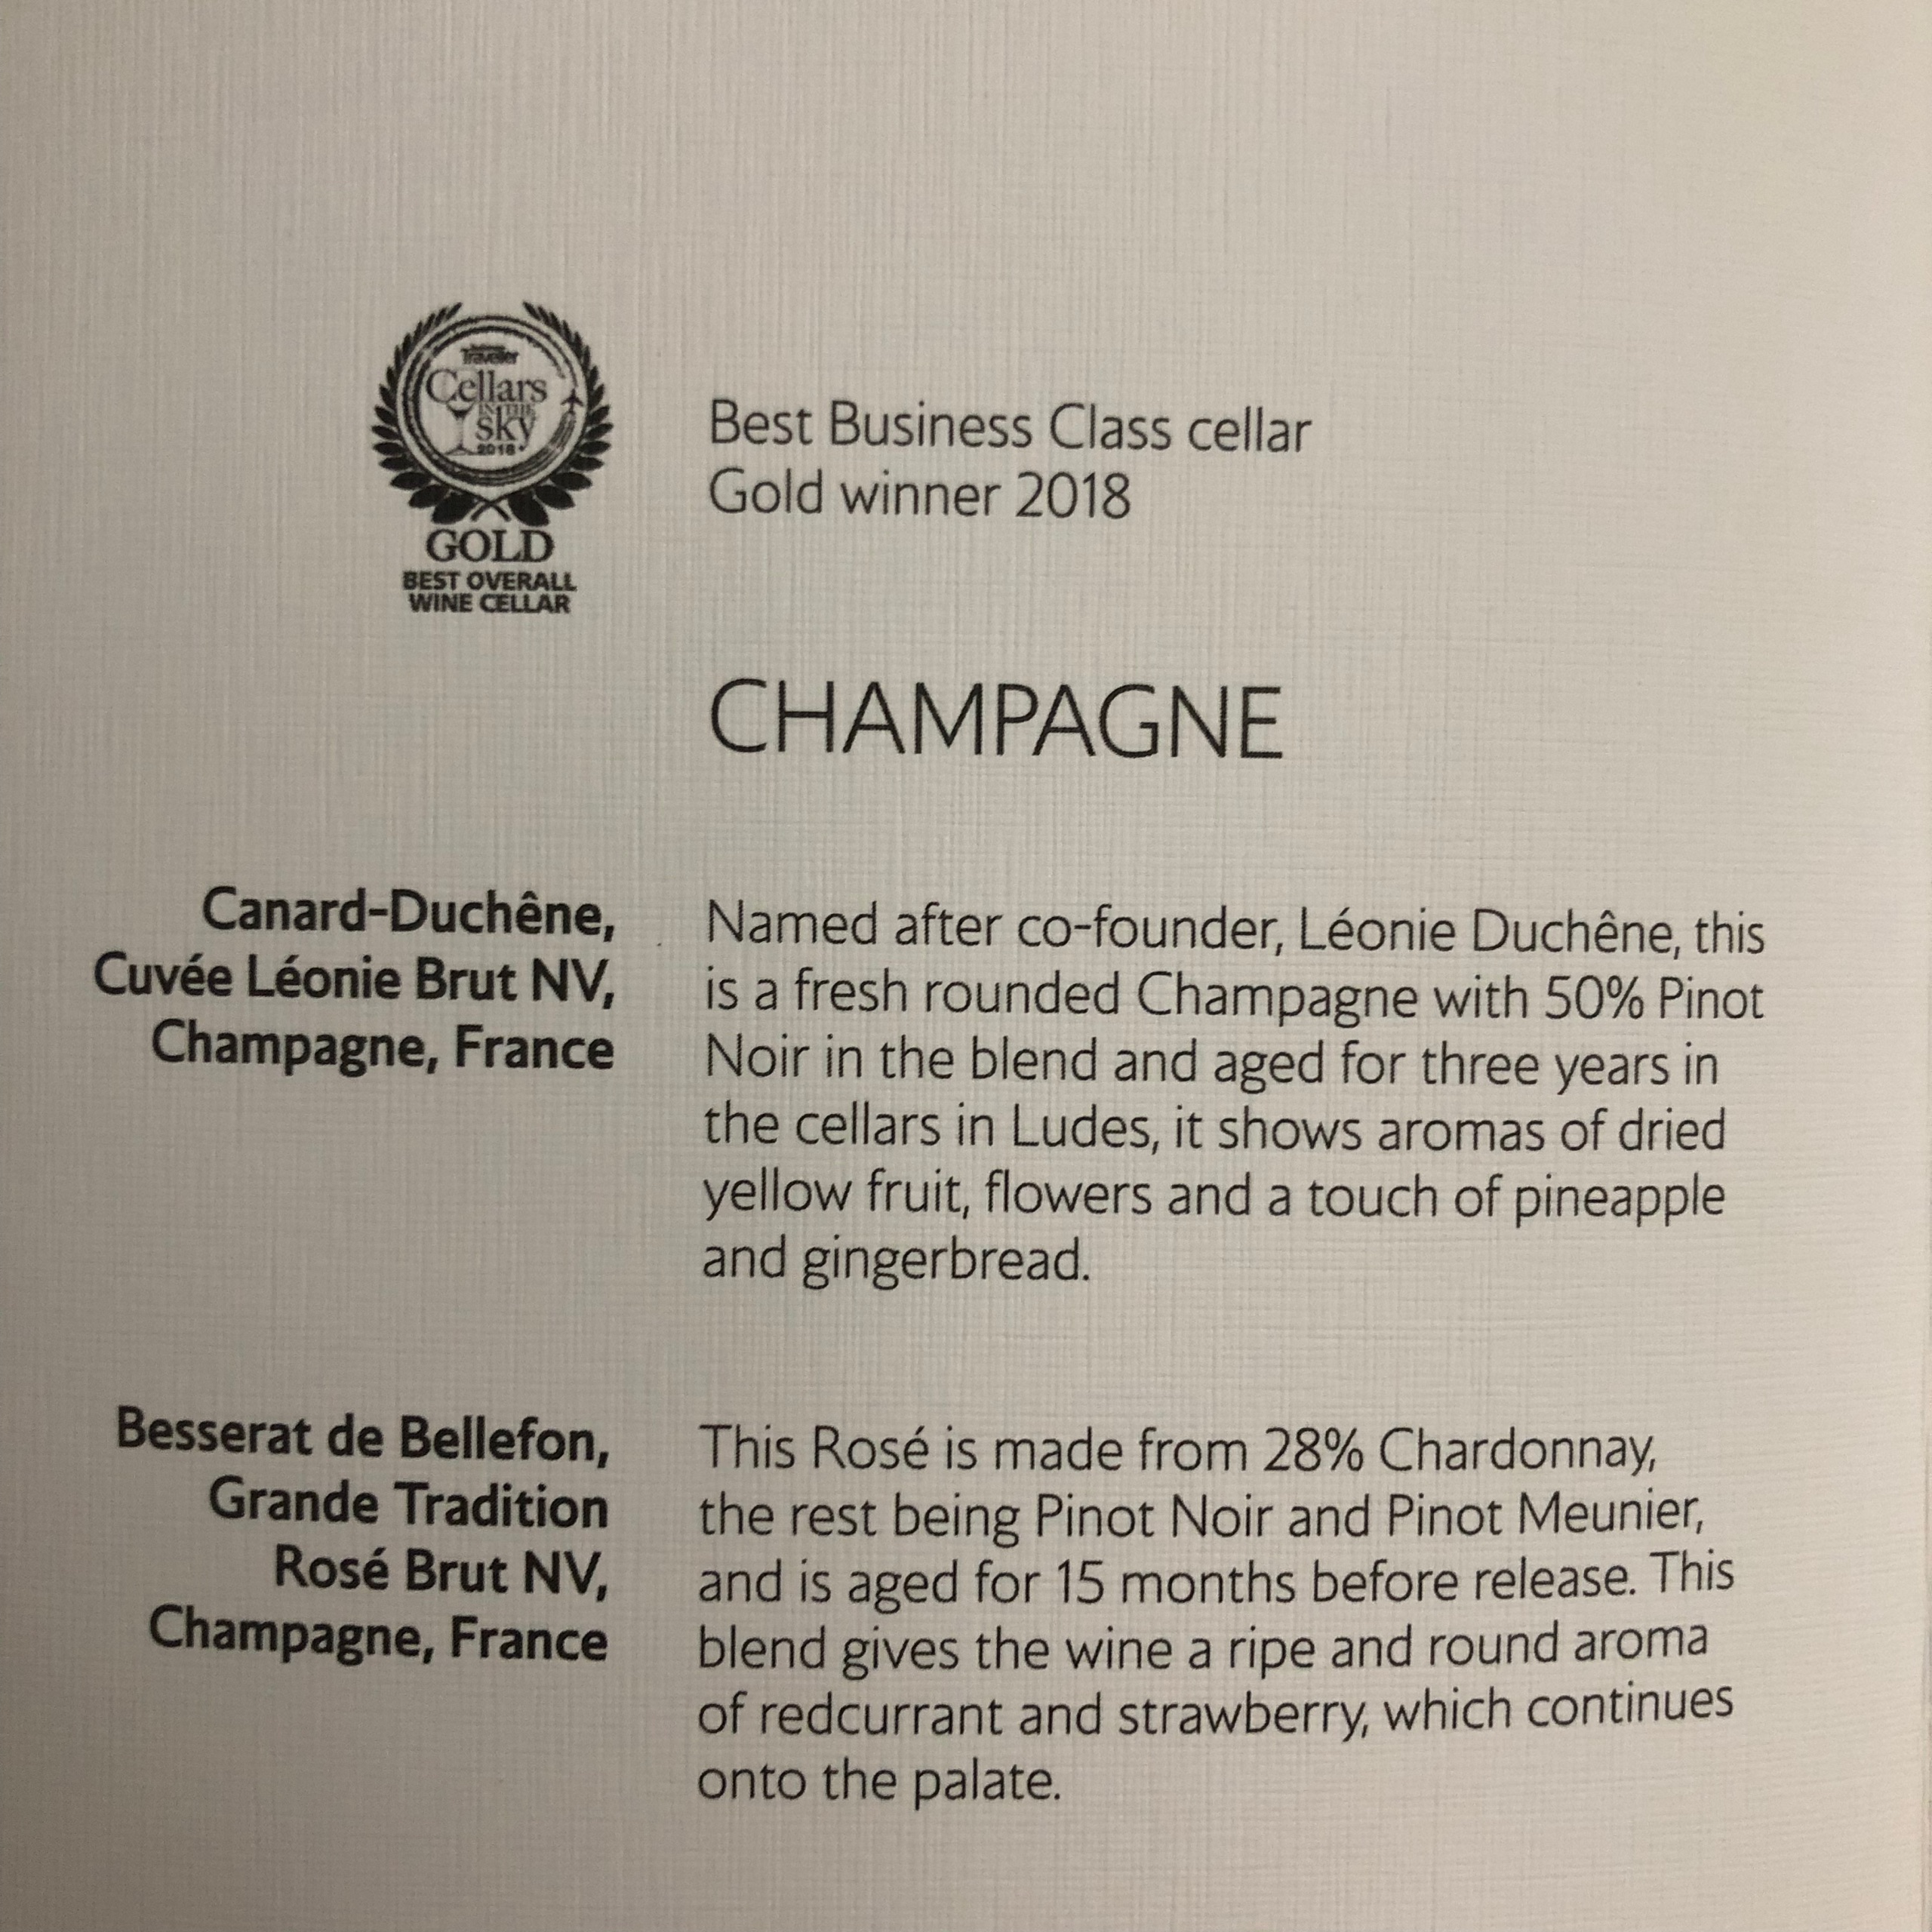 Traveller
Cellars
IN THE
sky
2018
GOLD
BEST OVERALL
WINE CELLAR
Best Business Class cellar
Gold winner 2018
CHAMPAGNE
Canard-Duchêne,
Cuvée Léonie Brut NV,
Champagne, France
Named after co-founder, Léonie Duchêne, this
is a fresh rounded Champagne with 50% Pinot
Noir in the blend and aged for three years in
the cellars in Ludes, it shows aromas of dried
yellow fruit, flowers and a touch of pineapple
and gingerbread.
Besserat de Bellefon,
Grande Tradition
Rosé Brut NV,
Champagne, France
This Rosé is made from 28% Chardonnay,
the rest being Pinot Noir and Pinot Meunier,
and is aged for 15 months before release. This
blend gives the wine a ripe and round aroma
of redcurrant and strawberry, which continues
onto the palate.